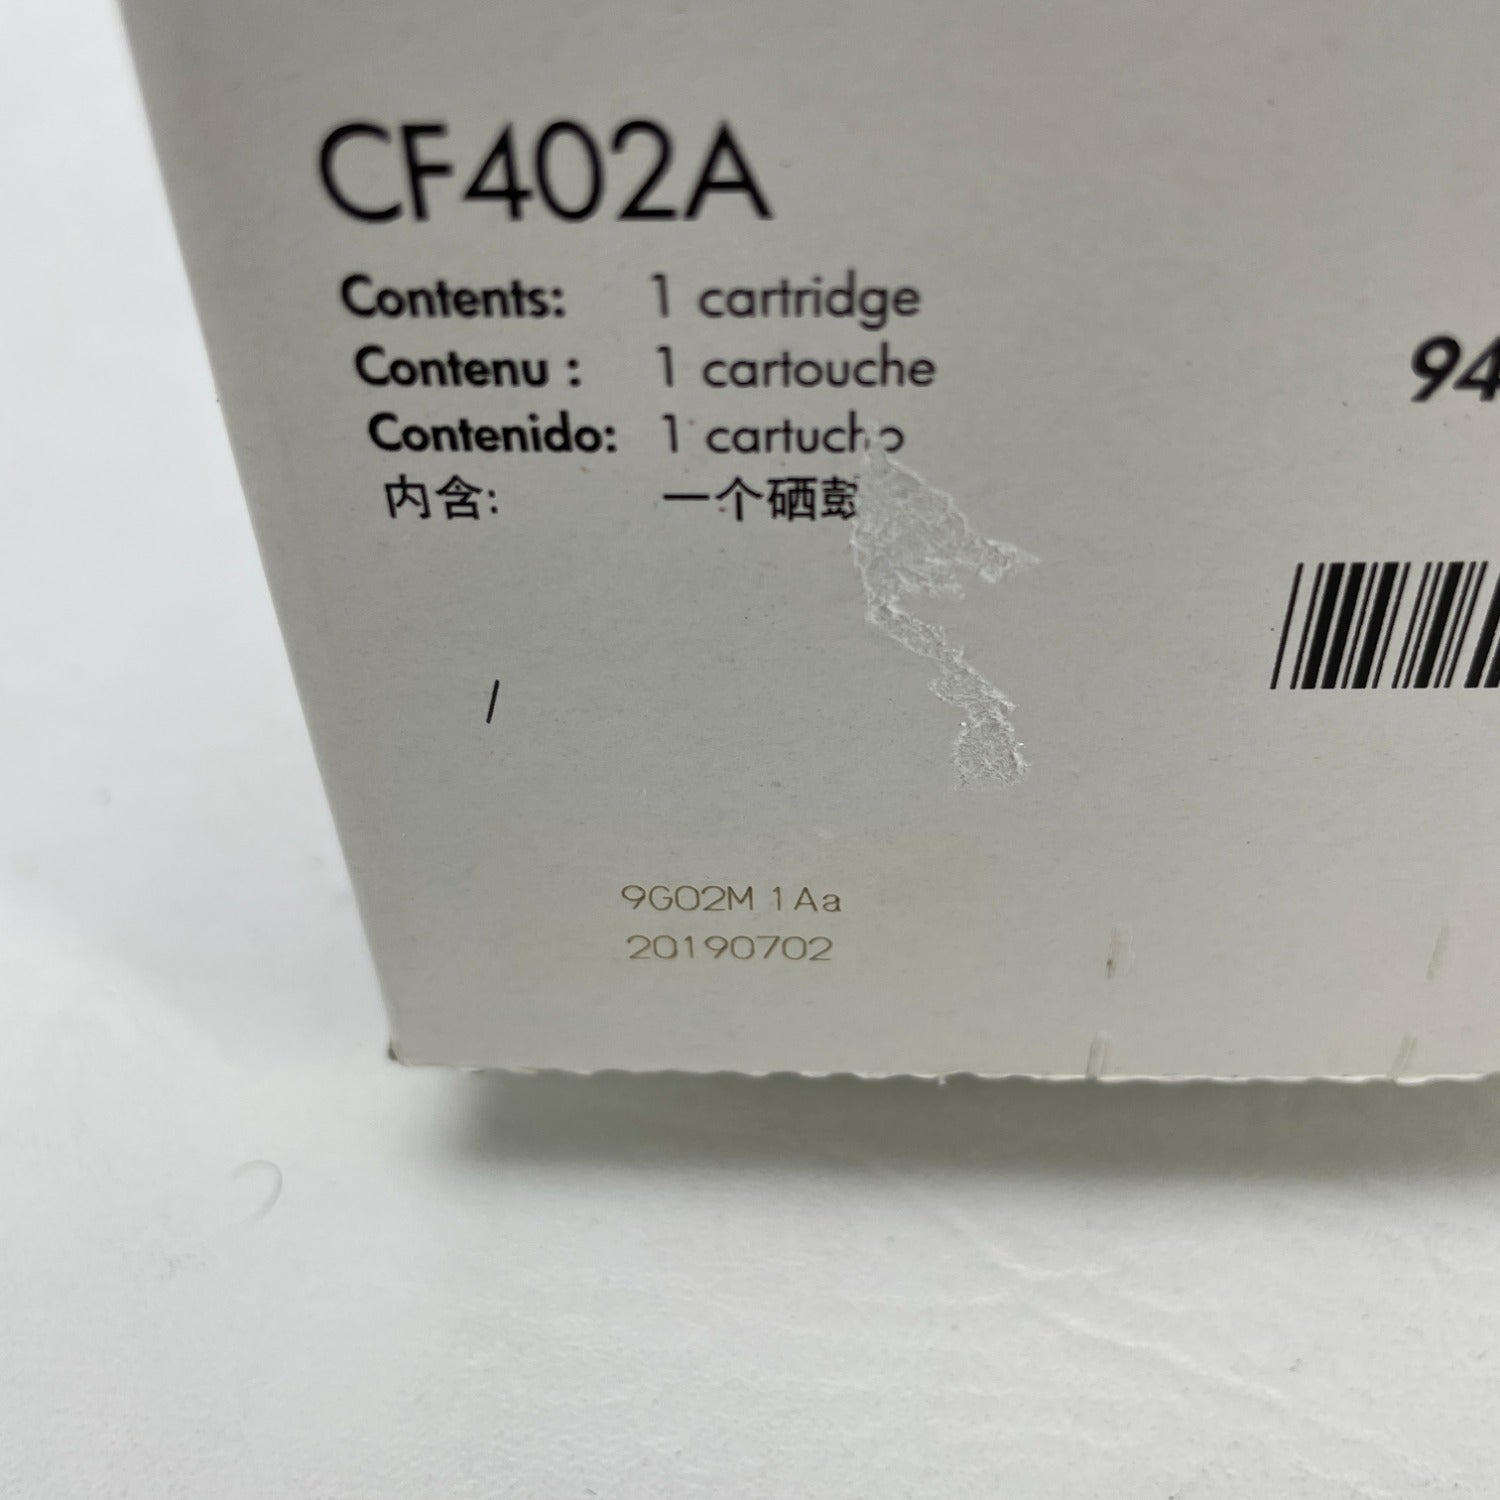 CF402A
Contents: 1 cartridge
Contenu : 1 cartouche
Contenido: 1 cartucho
内含: 一个硒鼓
94
/
9G02M 1Aa
20190702